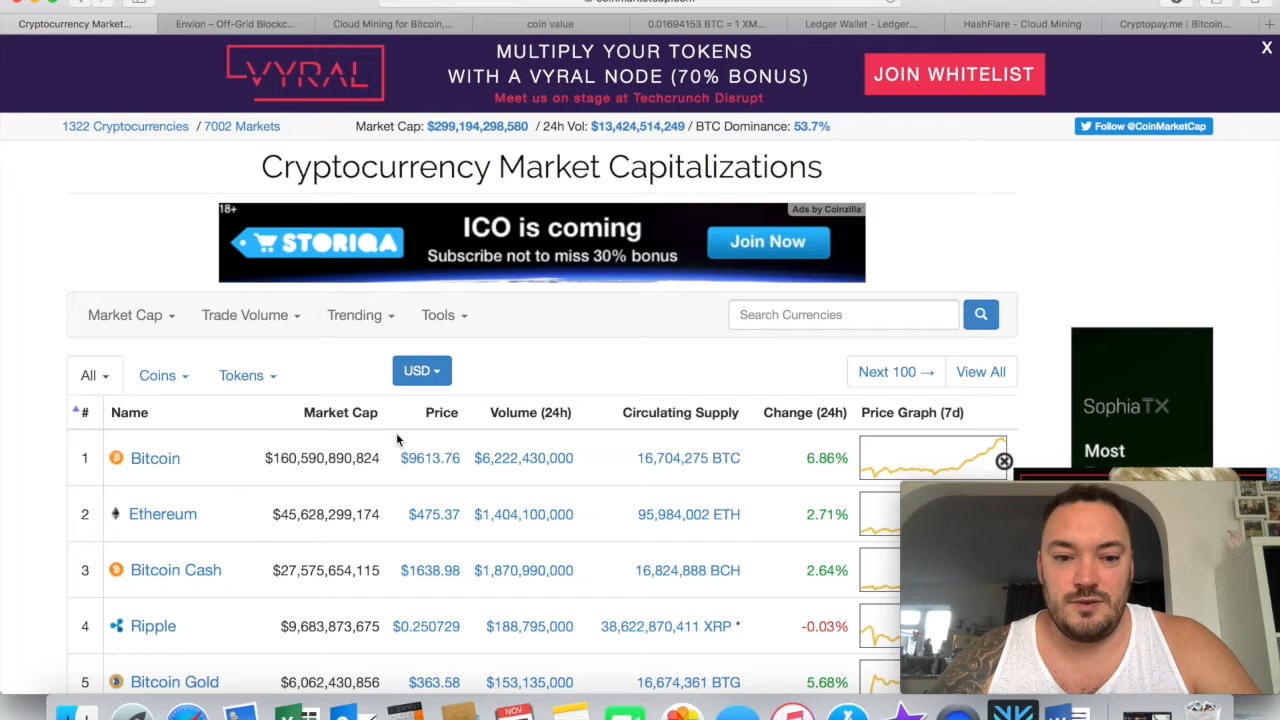 coinmarketcap.com
Cryptocurrency Market... Envion – Off-Grid Blockc... Cloud Mining for Bitcoin,... coin value 0.01694153 BTC = 1 XM... Ledger Wallet - Ledger... HashFlare - Cloud Mining Cryptopay.me | Bitcoin...
VYRAL
MULTIPLY YOUR TOKENS
WITH A VYRAL NODE (70% BONUS)
Meet us on stage at Techcrunch Disrupt
JOIN WHITELIST
X
1322 Cryptocurrencies / 7002 Markets Market Cap: $299,194,298,580 / 24h Vol: $13,424,514,249 / BTC Dominance: 53.7% Follow @CoinMarketCap
Cryptocurrency Market Capitalizations
18+
Ads by Coinzilla
STORIQA
ICO is coming
Subscribe not to miss 30% bonus
Join Now
Market Cap Trade Volume Trending Tools Search Currencies
All Coins Tokens USD Next 100 → View All
# Name Market Cap Price Volume (24h) Circulating Supply Change (24h) Price Graph (7d)
1 Bitcoin $160,590,890,824 $9613.76 $6,222,430,000 16,704,275 BTC 6.86%
2 Ethereum $45,628,299,174 $475.37 $1,404,100,000 95,984,002 ETH 2.71%
3 Bitcoin Cash $27,575,654,115 $1638.98 $1,870,990,000 16,824,888 BCH 2.64%
4 Ripple $9,683,873,675 $0.250729 $188,795,000 38,622,870,411 XRP * -0.03%
5 Bitcoin Gold $6,062,430,856 $363.58 $153,135,000 16,674,361 BTG 5.68%
SophiaTX
Most
NOV